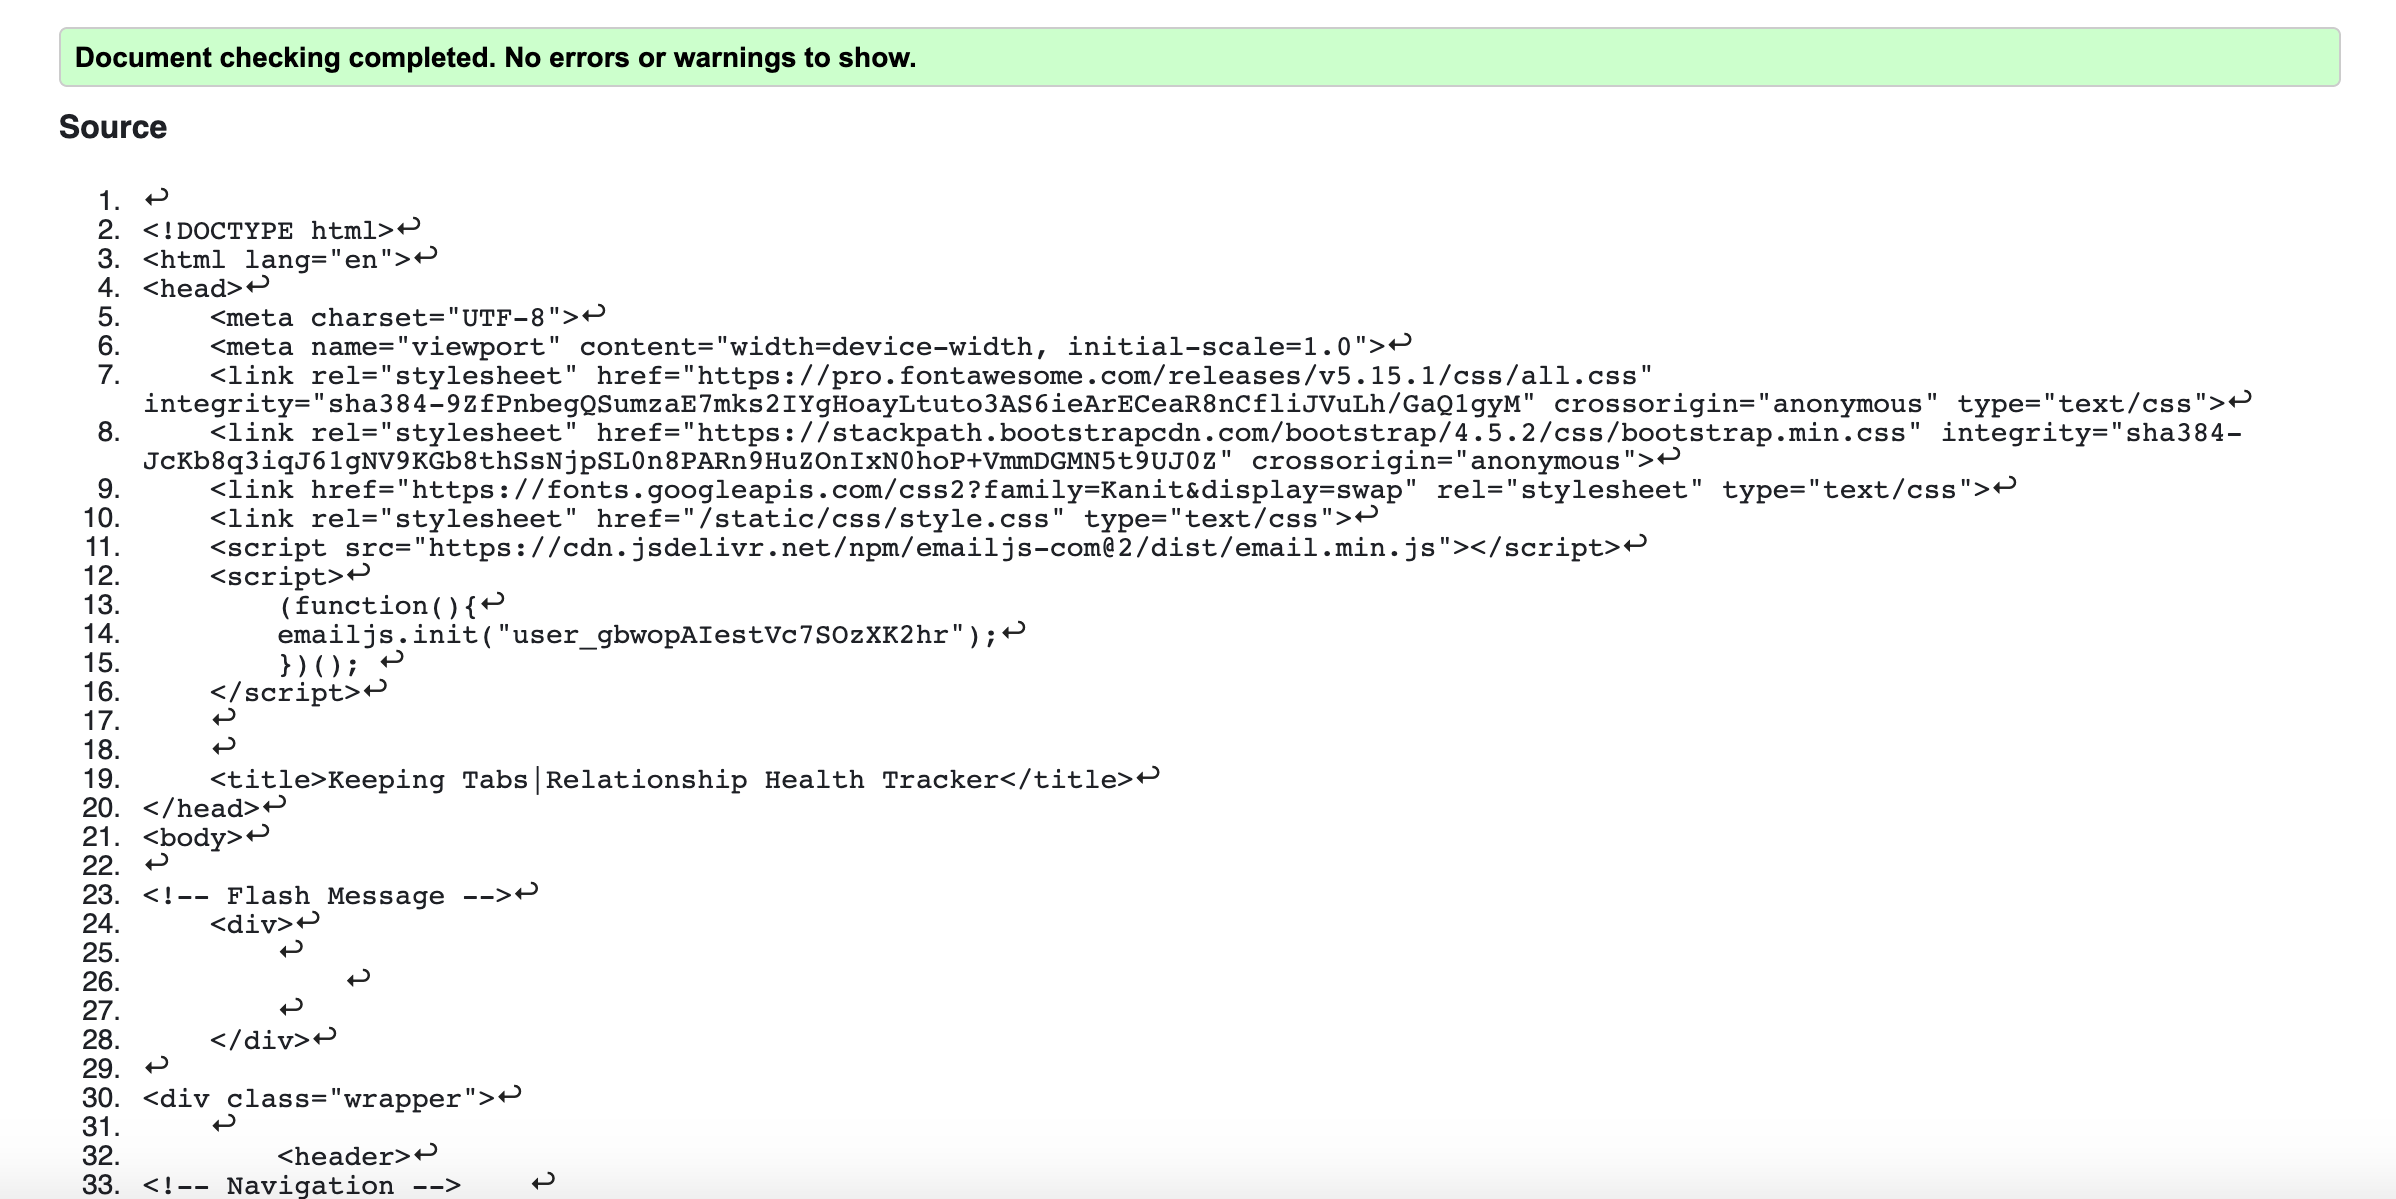 Document checking completed. No errors or warnings to show.
Source
1. ↩
2. <!DOCTYPE html>↩
3. <html lang="en">↩
4. <head>↩
5.     <meta charset="UTF-8">↩
6.     <meta name="viewport" content="width=device-width, initial-scale=1.0">↩
7.     <link rel="stylesheet" href="https://pro.fontawesome.com/releases/v5.15.1/css/all.css"
integrity="sha384-9ZfPnbegQSumzaE7mks2IYgHoayLtuto3AS6ieArECeaR8nCfliJVuLh/GaQ1gyM" crossorigin="anonymous" type="text/css">↩
8.     <link rel="stylesheet" href="https://stackpath.bootstrapcdn.com/bootstrap/4.5.2/css/bootstrap.min.css" integrity="sha384-
JcKb8q3iqJ61gNV9KGb8thSsNjpSL0n8PARn9HuZOnIxN0hoP+VmmDGMN5t9UJ0Z" crossorigin="anonymous">↩
9.     <link href="https://fonts.googleapis.com/css2?family=Kanit&display=swap" rel="stylesheet" type="text/css">↩
10.     <link rel="stylesheet" href="/static/css/style.css" type="text/css">↩
11.     <script src="https://cdn.jsdelivr.net/npm/emailjs-com@2/dist/email.min.js"></script>↩
12.     <script>↩
13.         (function(){↩
14.         emailjs.init("user_gbwopAIestVc7SOzXK2hr");↩
15.         })(); ↩
16.     </script>↩
17.     ↩
18.     ↩
19.     <title>Keeping Tabs|Relationship Health Tracker</title>↩
20. </head>↩
21. <body>↩
22. ↩
23. <!-- Flash Message -->↩
24.     <div>↩
25.         ↩
26.             ↩
27.         ↩
28.     </div>↩
29. ↩
30. <div class="wrapper">↩
31.     ↩
32.         <header>↩
33. <!-- Navigation -->    ↩